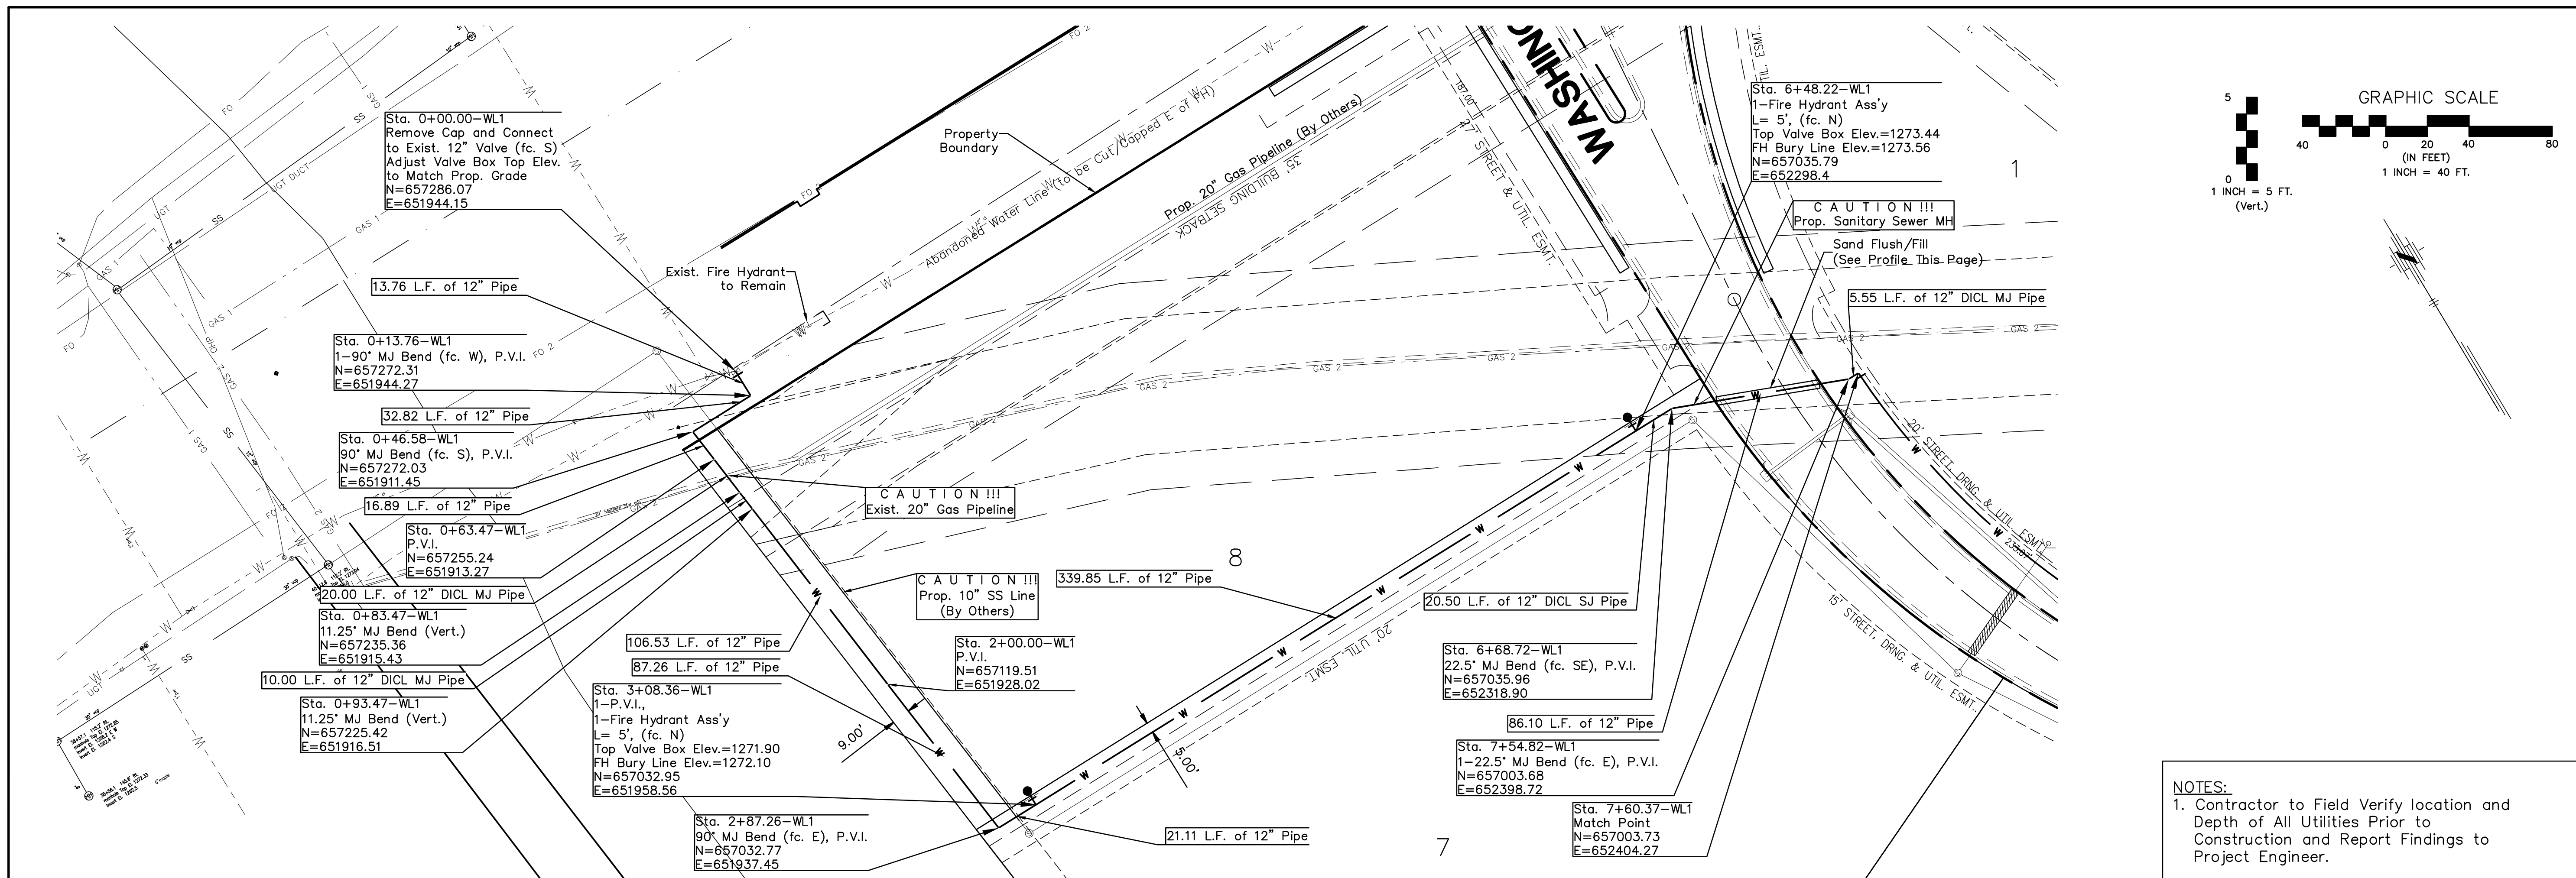 Sta. 0+00.00-WL1
Remove Cap and Connect
to Exist. 12" Valve (fc. S)
Adjust Valve Box Top Elev.
to Match Prop. Grade
N=657286.07
E=651944.15
13.76 L.F. of 12" Pipe
Sta. 0+13.76-WL1
1-90° MJ Bend (fc. W), P.V.I.
N=657272.31
E=651944.27
32.82 L.F. of 12" Pipe
Sta. 0+46.58-WL1
90° MJ Bend (fc. S), P.V.I.
N=657272.03
E=651911.45
16.89 L.F. of 12" Pipe
Sta. 0+63.47-WL1
P.V.I.
N=657255.24
E=651913.27
20.00 L.F. of 12" DICL MJ Pipe
Sta. 0+83.47-WL1
11.25° MJ Bend (Vert.)
N=657235.36
E=651915.43
10.00 L.F. of 12" DICL MJ Pipe
Sta. 0+93.47-WL1
11.25° MJ Bend (Vert.)
N=657225.42
E=651916.51
106.53 L.F. of 12" Pipe
87.26 L.F. of 12" Pipe
Sta. 3+08.36-WL1
1-P.V.I.,
1-Fire Hydrant Ass'y
L= 5', (fc. N)
Top Valve Box Elev.=1271.90
FH Bury Line Elev.=1272.10
N=657032.95
E=651958.56
Sta. 2+87.26-WL1
90° MJ Bend (fc. E), P.V.I.
N=657032.77
E=651937.45
Sta. 2+00.00-WL1
P.V.I.
N=657119.51
E=651928.02
C A U T I O N !!!
Exist. 20" Gas Pipeline
C A U T I O N !!!
Prop. 10" SS Line
(By Others)
Exist. Fire Hydrant
to Remain
Property
Boundary
Abandoned Water Line (to be Cut/Capped E of FH)
Prop. 20" Gas Pipeline (By Others)
35' BUILDING SETBACK
47' STREET & UTIL. ESMT.
187.00'
WASHING
9.00'
5.00'
21.11 L.F. of 12" Pipe
339.85 L.F. of 12" Pipe
20' UTIL. ESMT.
8
7
1
Sta. 6+48.22-WL1
1-Fire Hydrant Ass'y
L= 5', (fc. N)
Top Valve Box Elev.=1273.44
FH Bury Line Elev.=1273.56
N=657035.79
E=652298.4
C A U T I O N !!!
Prop. Sanitary Sewer MH
Sand Flush/Fill
(See Profile This Page)
5.55 L.F. of 12" DICL MJ Pipe
20.50 L.F. of 12" DICL SJ Pipe
Sta. 6+68.72-WL1
22.5° MJ Bend (fc. SE), P.V.I.
N=657035.96
E=652318.90
86.10 L.F. of 12" Pipe
Sta. 7+54.82-WL1
1-22.5° MJ Bend (fc. E), P.V.I.
N=657003.68
E=652398.72
Sta. 7+60.37-WL1
Match Point
N=657003.73
E=652404.27
20' STREET, DRNG. & UTIL. ESMT.
233.07'
15' STREET, DRNG. & UTIL. ESMT.
TIL. ESMT.
FO
UGT
UGT DUCT
SS
GAS 1
GAS 2
OHP
FO 2
W
5
0
1 INCH = 5 FT.
(Vert.)
GRAPHIC SCALE
40 0 20 40 80
(IN FEET)
1 INCH = 40 FT.
NOTES:
1. Contractor to Field Verify location and
Depth of All Utilities Prior to
Construction and Report Findings to
Project Engineer.